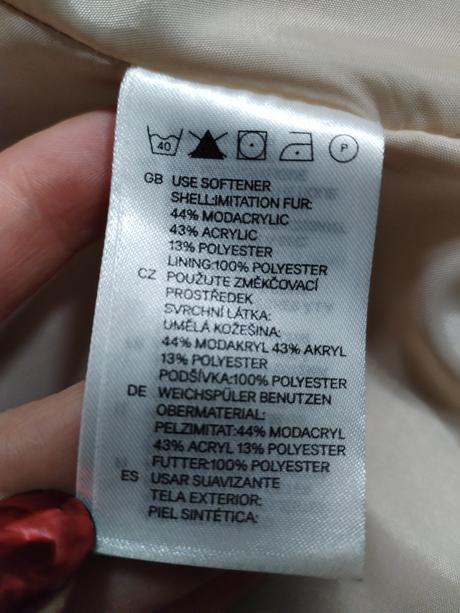 40 P
GB USE SOFTENER
SHELL:IMITATION FUR:
44% MODACRYLIC
43% ACRYLIC
13% POLYESTER
LINING:100% POLYESTER
CZ POUŽIJTE ZMĚKČOVACÍ
PROSTŘEDEK
SVRCHNÍ LÁTKA:
UMĚLÁ KOŽEŠINA:
44% MODAKRYL 43% AKRYL
13% POLYESTER
PODŠÍVKA:100% POLYESTER
DE WEICHSPÜLER BENUTZEN
OBERMATERIAL:
PELZIMITAT:44% MODACRYL
43% ACRYL 13% POLYESTER
FUTTER:100% POLYESTER
ES USAR SUAVIZANTE
TELA EXTERIOR:
PIEL SINTÉTICA: